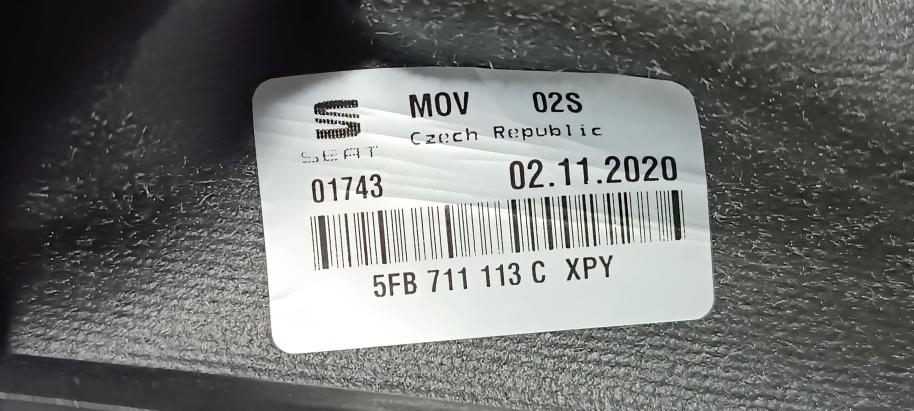 MOV 02S
Czech Republic
SEAT
01743 02.11.2020
5FB 711 113 C XPY